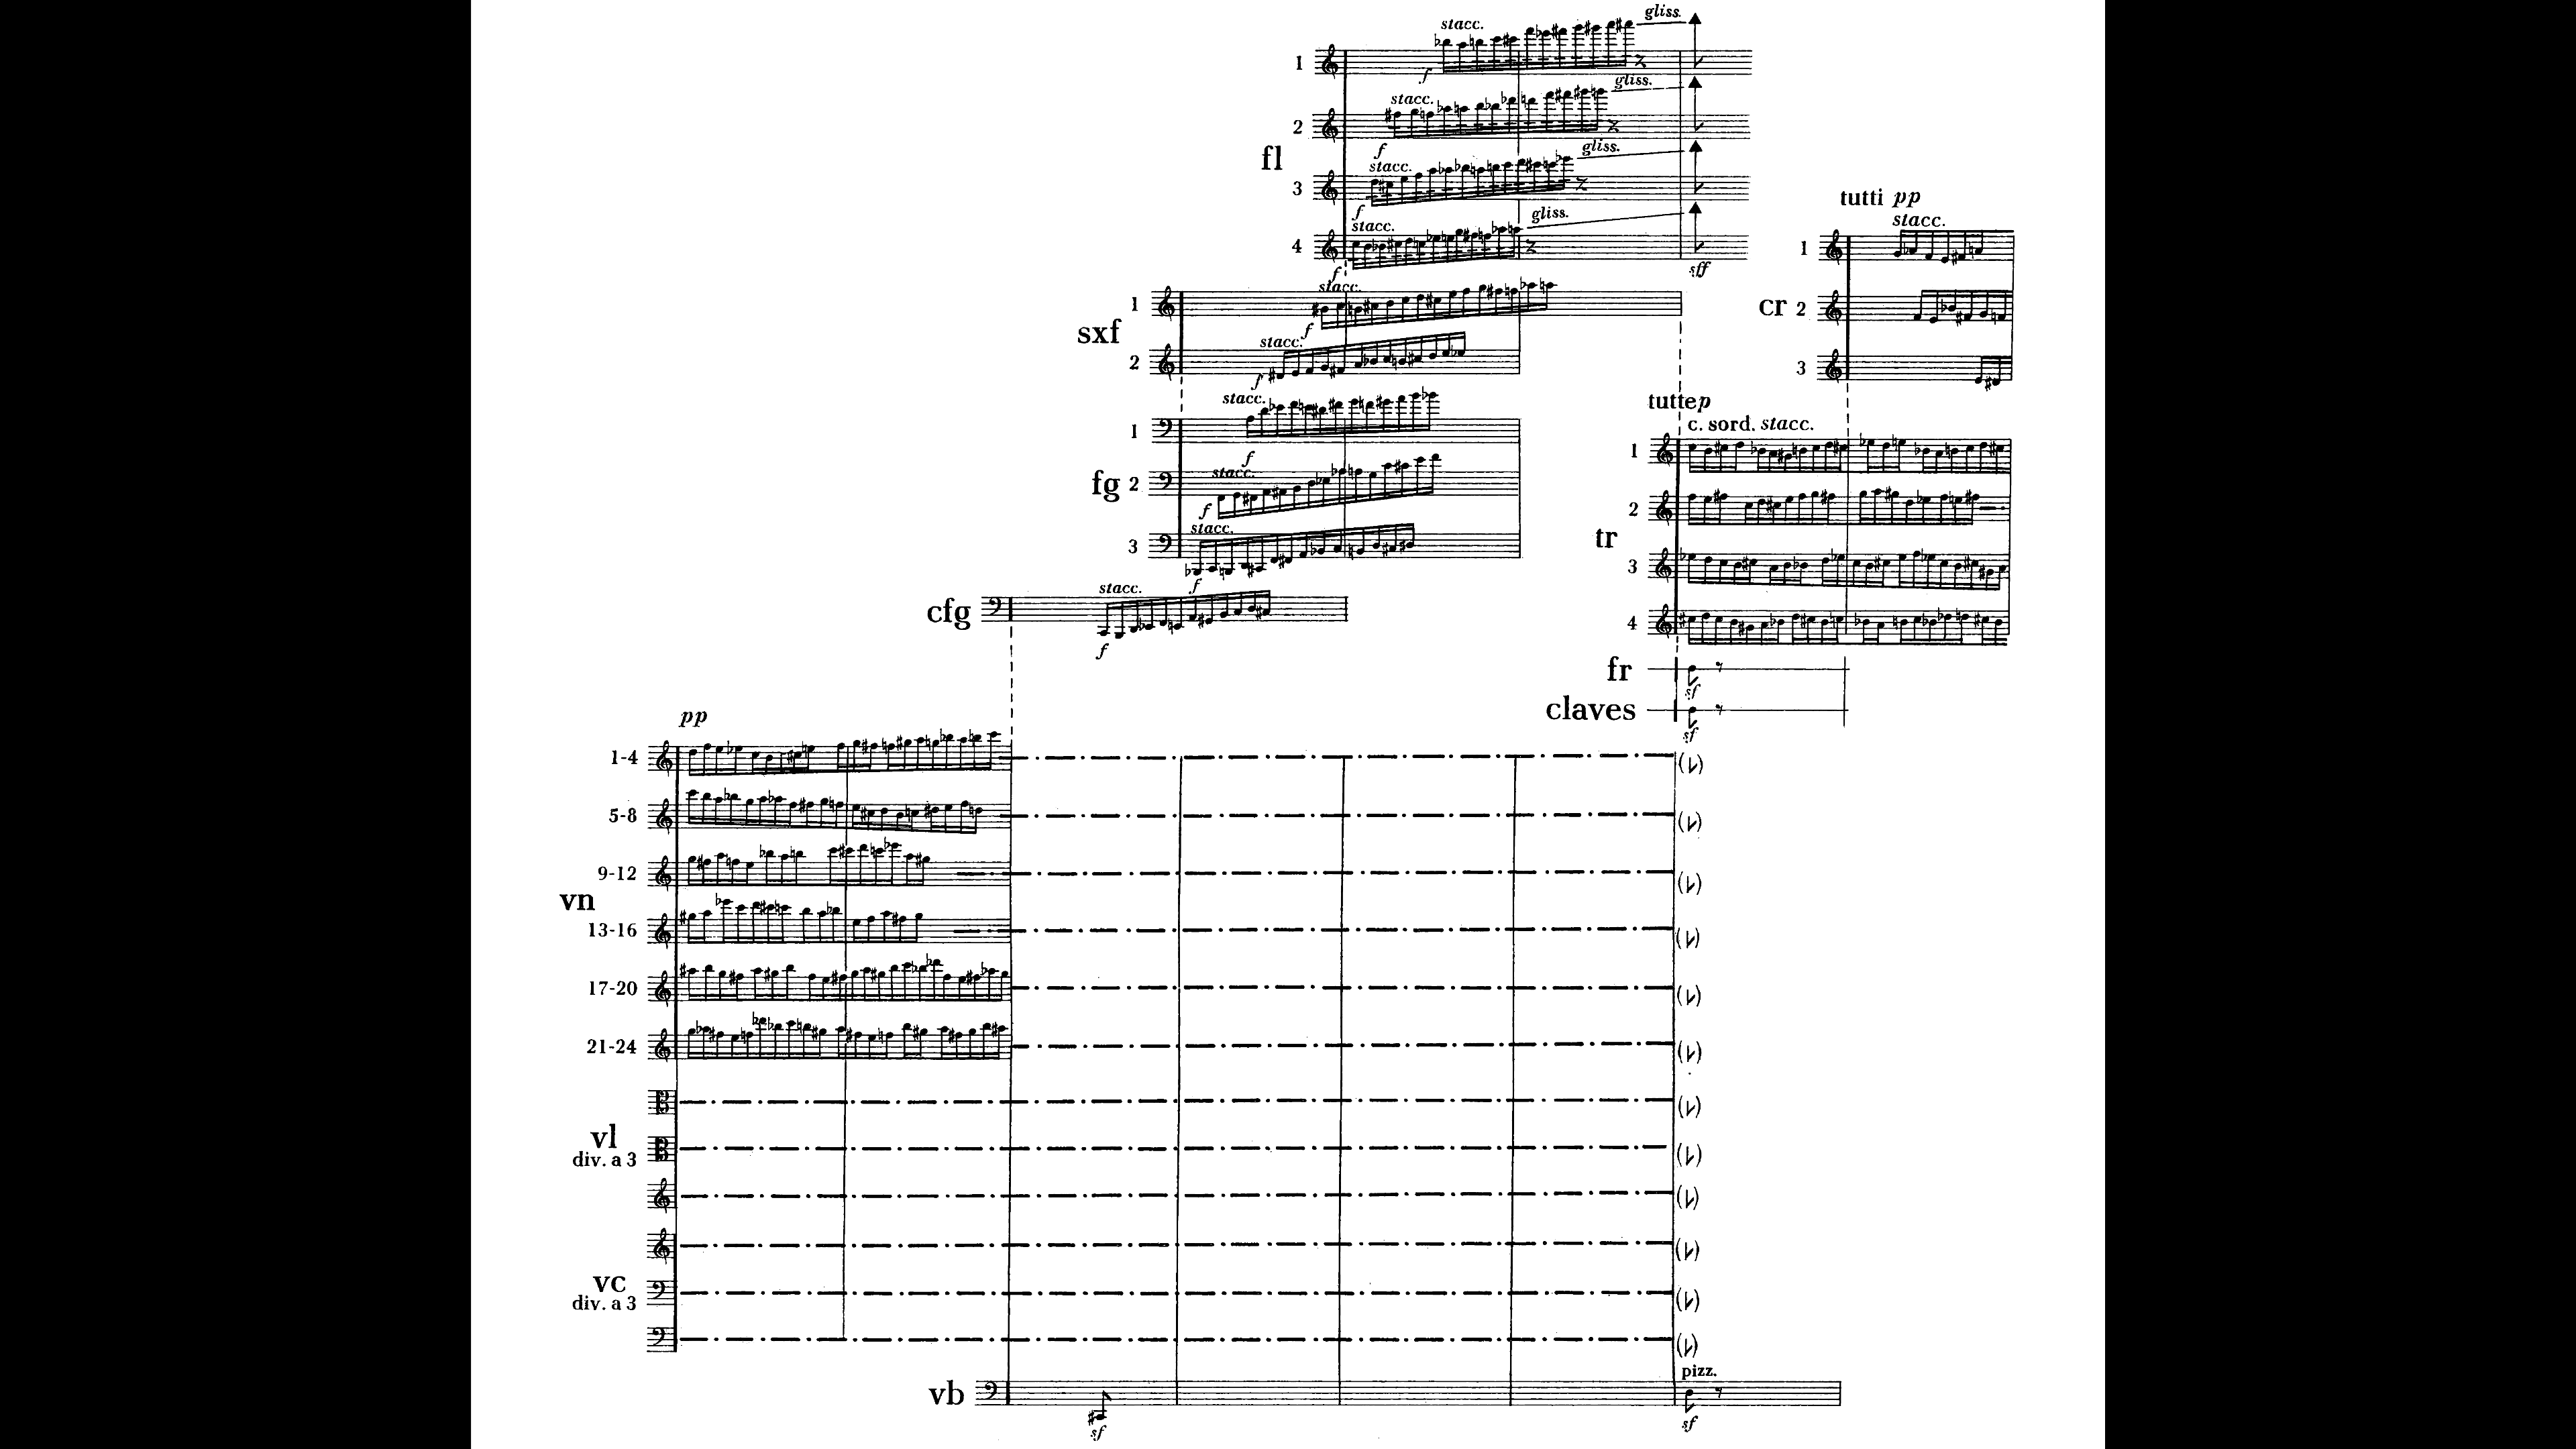 gliss.
stacc.
1
f
gliss.
stacc.
2
f
fl
gliss.
stacc.
3
f
gliss.
stacc.
4
f
sff
tutti pp
stacc.
1
cr 2
3
stacc.
1
f
sxf
stacc.
2
f
stacc.
1
f
stacc.
fg 2
f
stacc.
3
f
tutte p
c. sord. stacc.
1
2
tr
3
4
stacc.
cfg
f
fr
sf
claves
sf
pp
1-4
5-8
9-12
vn
13-16
17-20
21-24
vl
div. a 3
vc
div. a 3
pizz.
vb
sf
sf